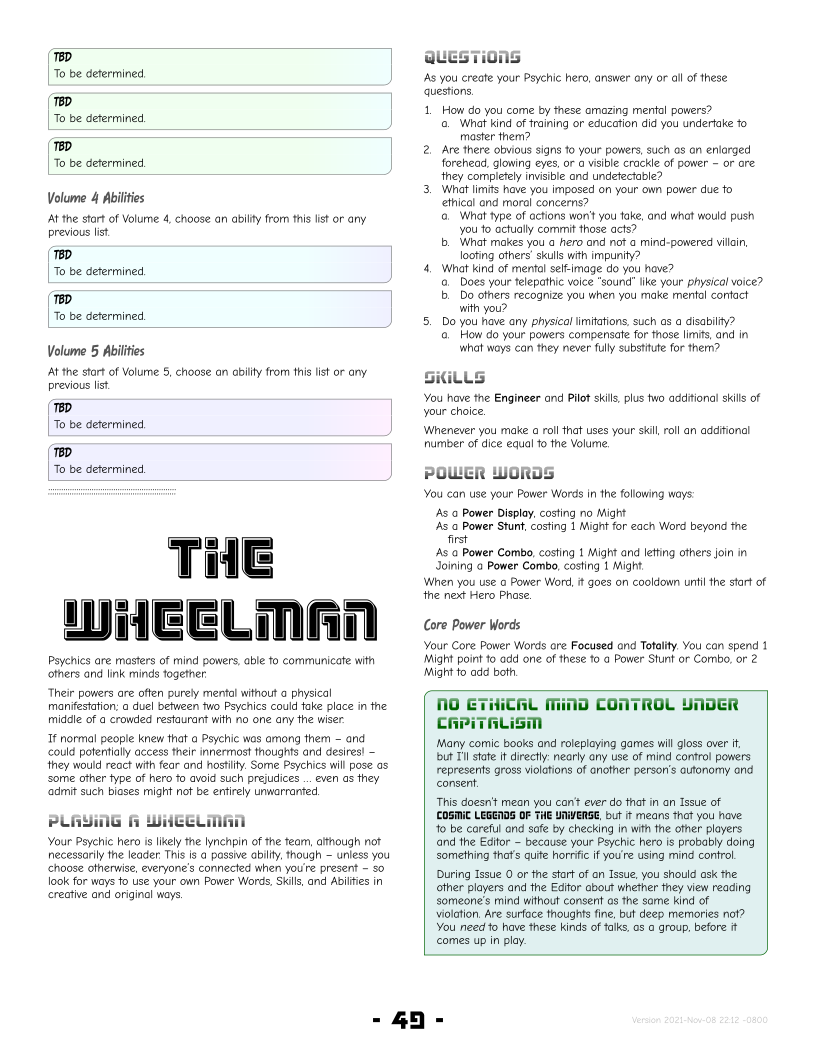 TBD
To be determined.
TBD
To be determined.
TBD
To be determined.
Volume 4 Abilities
At the start of Volume 4, choose an ability from this list or any
previous list.
TBD
To be determined.
TBD
To be determined.
Volume 5 Abilities
At the start of Volume 5, choose an ability from this list or any
previous list.
TBD
To be determined.
TBD
To be determined.
::::::::::::::::::::::::::::::::::::::::::::::::::::::::::::
The
Wheelman
Psychics are masters of mind powers, able to communicate with
others and link minds together.
Their powers are often purely mental without a physical
manifestation; a duel between two Psychics could take place in the
middle of a crowded restaurant with no one any the wiser.
If normal people knew that a Psychic was among them – and
could potentially access their innermost thoughts and desires! –
they would react with fear and hostility. Some Psychics will pose as
some other type of hero to avoid such prejudices ... even as they
admit such biases might not be entirely unwarranted.
Playing a Wheelman
Your Psychic hero is likely the lynchpin of the team, although not
necessarily the leader. This is a passive ability, though – unless you
choose otherwise, everyone's connected when you're present – so
look for ways to use your own Power Words, Skills, and Abilities in
creative and original ways.
Questions
As you create your Psychic hero, answer any or all of these
questions.
1. How do you come by these amazing mental powers?
a. What kind of training or education did you undertake to
master them?
2. Are there obvious signs to your powers, such as an enlarged
forehead, glowing eyes, or a visible crackle of power – or are
they completely invisible and undetectable?
3. What limits have you imposed on your own power due to
ethical and moral concerns?
a. What type of actions won't you take, and what would push
you to actually commit those acts?
b. What makes you a hero and not a mind-powered villain,
looting others' skulls with impunity?
4. What kind of mental self-image do you have?
a. Does your telepathic voice "sound" like your physical voice?
b. Do others recognize you when you make mental contact
with you?
5. Do you have any physical limitations, such as a disability?
a. How do your powers compensate for those limits, and in
what ways can they never fully substitute for them?
Skills
You have the Engineer and Pilot skills, plus two additional skills of
your choice.
Whenever you make a roll that uses your skill, roll an additional
number of dice equal to the Volume.
Power Words
You can use your Power Words in the following ways:
As a Power Display, costing no Might
As a Power Stunt, costing 1 Might for each Word beyond the
first
As a Power Combo, costing 1 Might and letting others join in
Joining a Power Combo, costing 1 Might.
When you use a Power Word, it goes on cooldown until the start of
the next Hero Phase.
Core Power Words
Your Core Power Words are Focused and Totality. You can spend 1
Might point to add one of these to a Power Stunt or Combo, or 2
Might to add both.
No Ethical Mind Control Under
Capitalism
Many comic books and roleplaying games will gloss over it,
but I'll state it directly: nearly any use of mind control powers
represents gross violations of another person's autonomy and
consent.
This doesn't mean you can't ever do that in an Issue of
Cosmic Legends of the Universe, but it means that you have
to be careful and safe by checking in with the other players
and the Editor – because your Psychic hero is probably doing
something that's quite horrific if you're using mind control.
During Issue 0 or the start of an Issue, you should ask the
other players and the Editor about whether they view reading
someone's mind without consent as the same kind of
violation. Are surface thoughts fine, but deep memories not?
You need to have these kinds of talks, as a group, before it
comes up in play.
- 49 -
Version 2021-Nov-08 22:12 -0800